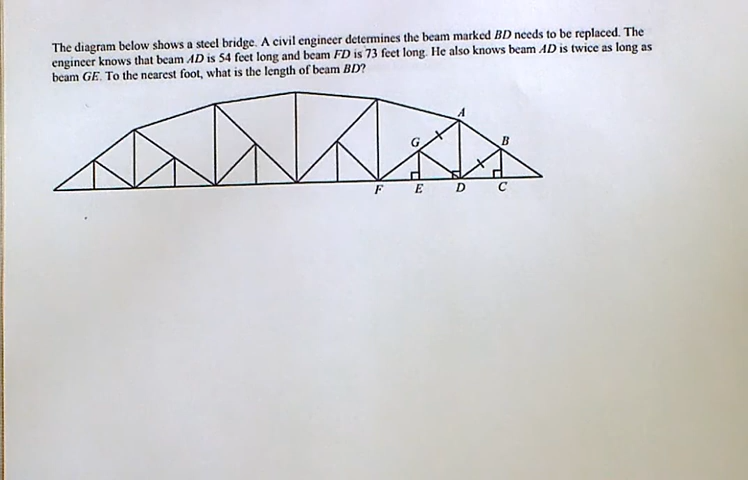 The diagram below shows a steel bridge. A civil engineer determines the beam marked BD needs to be replaced. The
engineer knows that beam AD is 54 feet long and beam FD is 73 feet long. He also knows beam AD is twice as long as
beam GE. To the nearest foot, what is the length of beam BD?
A
G
B
F
E
D
C